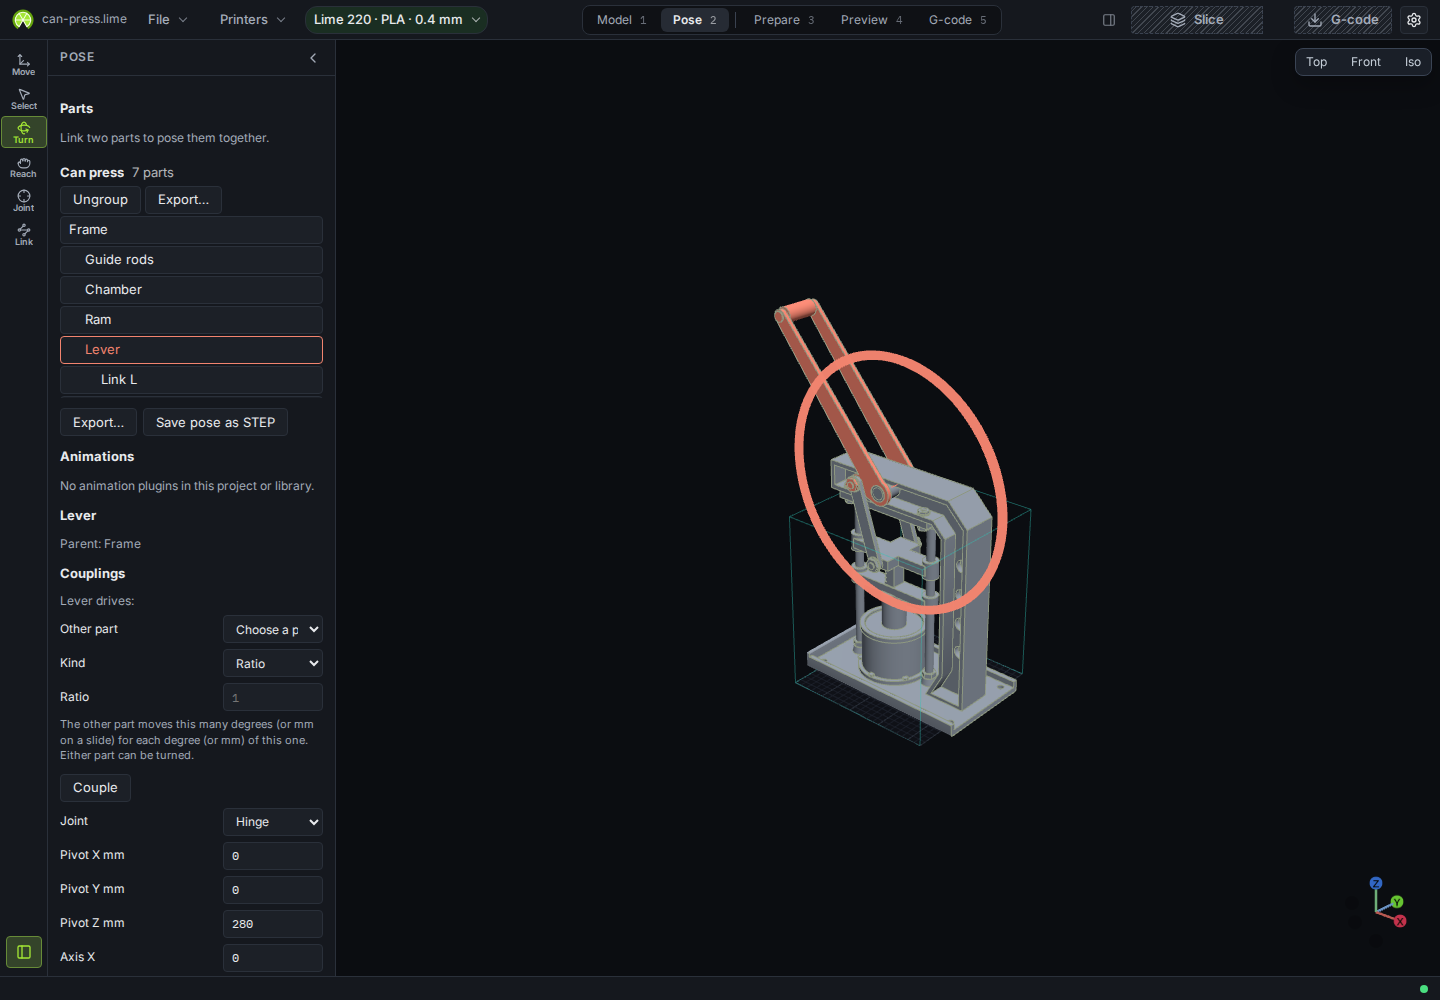 can-press.lime
File
Printers
Lime 220 · PLA · 0.4 mm
Model 1
Pose 2
Prepare 3
Preview 4
G-code 5
Slice
G-code
Move
Select
Turn
Reach
Joint
Link
POSE
Parts
Link two parts to pose them together.
Can press 7 parts
Ungroup
Export...
Frame
Guide rods
Chamber
Ram
Lever
Link L
Export...
Save pose as STEP
Animations
No animation plugins in this project or library.
Lever
Parent: Frame
Couplings
Lever drives:
Other part
Choose a p
Kind
Ratio
Ratio
1
The other part moves this many degrees (or mm
on a slide) for each degree (or mm) of this one.
Either part can be turned.
Couple
Joint
Hinge
Pivot X mm
0
Pivot Y mm
0
Pivot Z mm
280
Axis X
0
Top
Front
Iso
Z
Y
X